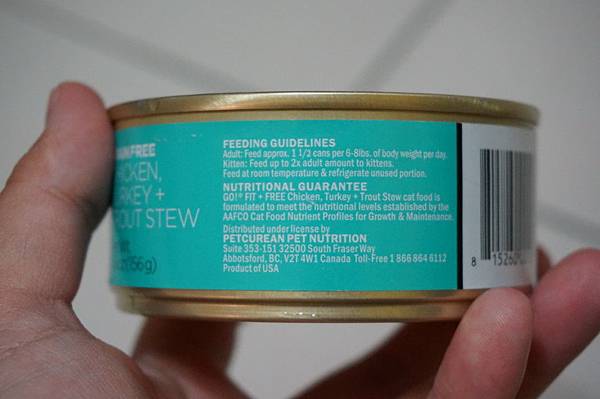 FREE
STEW
(156g)
FEEDING GUIDELINES
Adult: Feed approx. 1 1/2 cans per 6-8lbs. of body weight per day.
Kitten: Feed up to 2x adult amount to kittens.
Feed at room temperature & refrigerate unused portion.
NUTRITIONAL GUARANTEE
GO!® FIT + FREE Chicken, Turkey + Trout Stew cat food is
formulated to meet the nutritional levels established by the
AAFCO Cat Food Nutrient Profiles for Growth & Maintenance.
Distributed under license by
PETCUREAN PET NUTRITION
Suite 353-151 32500 South Fraser Way
Abbotsford, BC, V2T 4W1 Canada Toll-Free 1 866 864 6112
Product of USA
8 15260